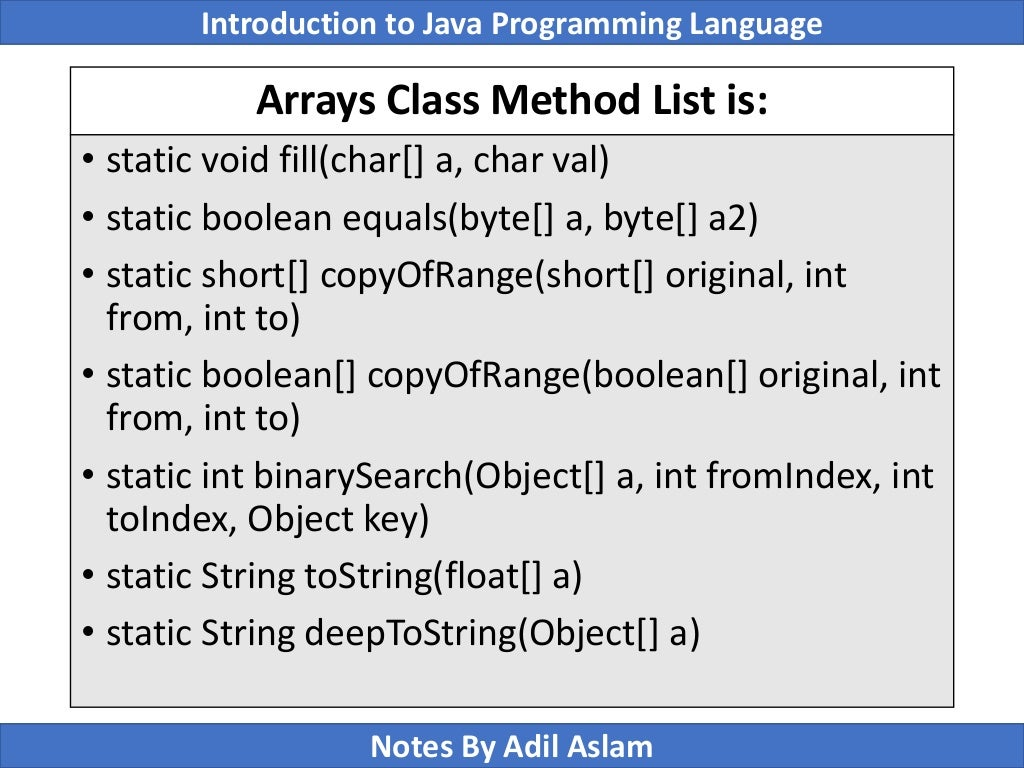 Introduction to Java Programming Language
Arrays Class Method List is:
• static void fill(char[] a, char val)
• static boolean equals(byte[] a, byte[] a2)
• static short[] copyOfRange(short[] original, int
from, int to)
• static boolean[] copyOfRange(boolean[] original, int
from, int to)
• static int binarySearch(Object[] a, int fromIndex, int
toIndex, Object key)
• static String toString(float[] a)
• static String deepToString(Object[] a)
Notes By Adil Aslam